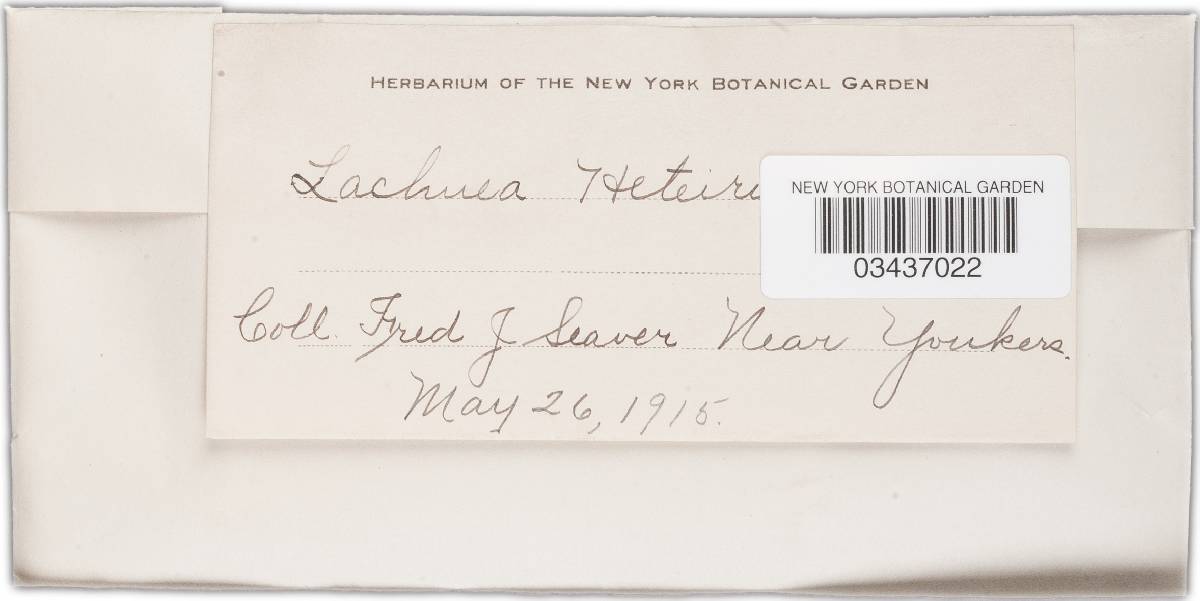 HERBARIUM OF THE NEW YORK BOTANICAL GARDEN
Lachnea
NEW YORK BOTANICAL GARDEN
03437022
Coll. Fred J Seaver Near Yonkers.
May 26, 1915.